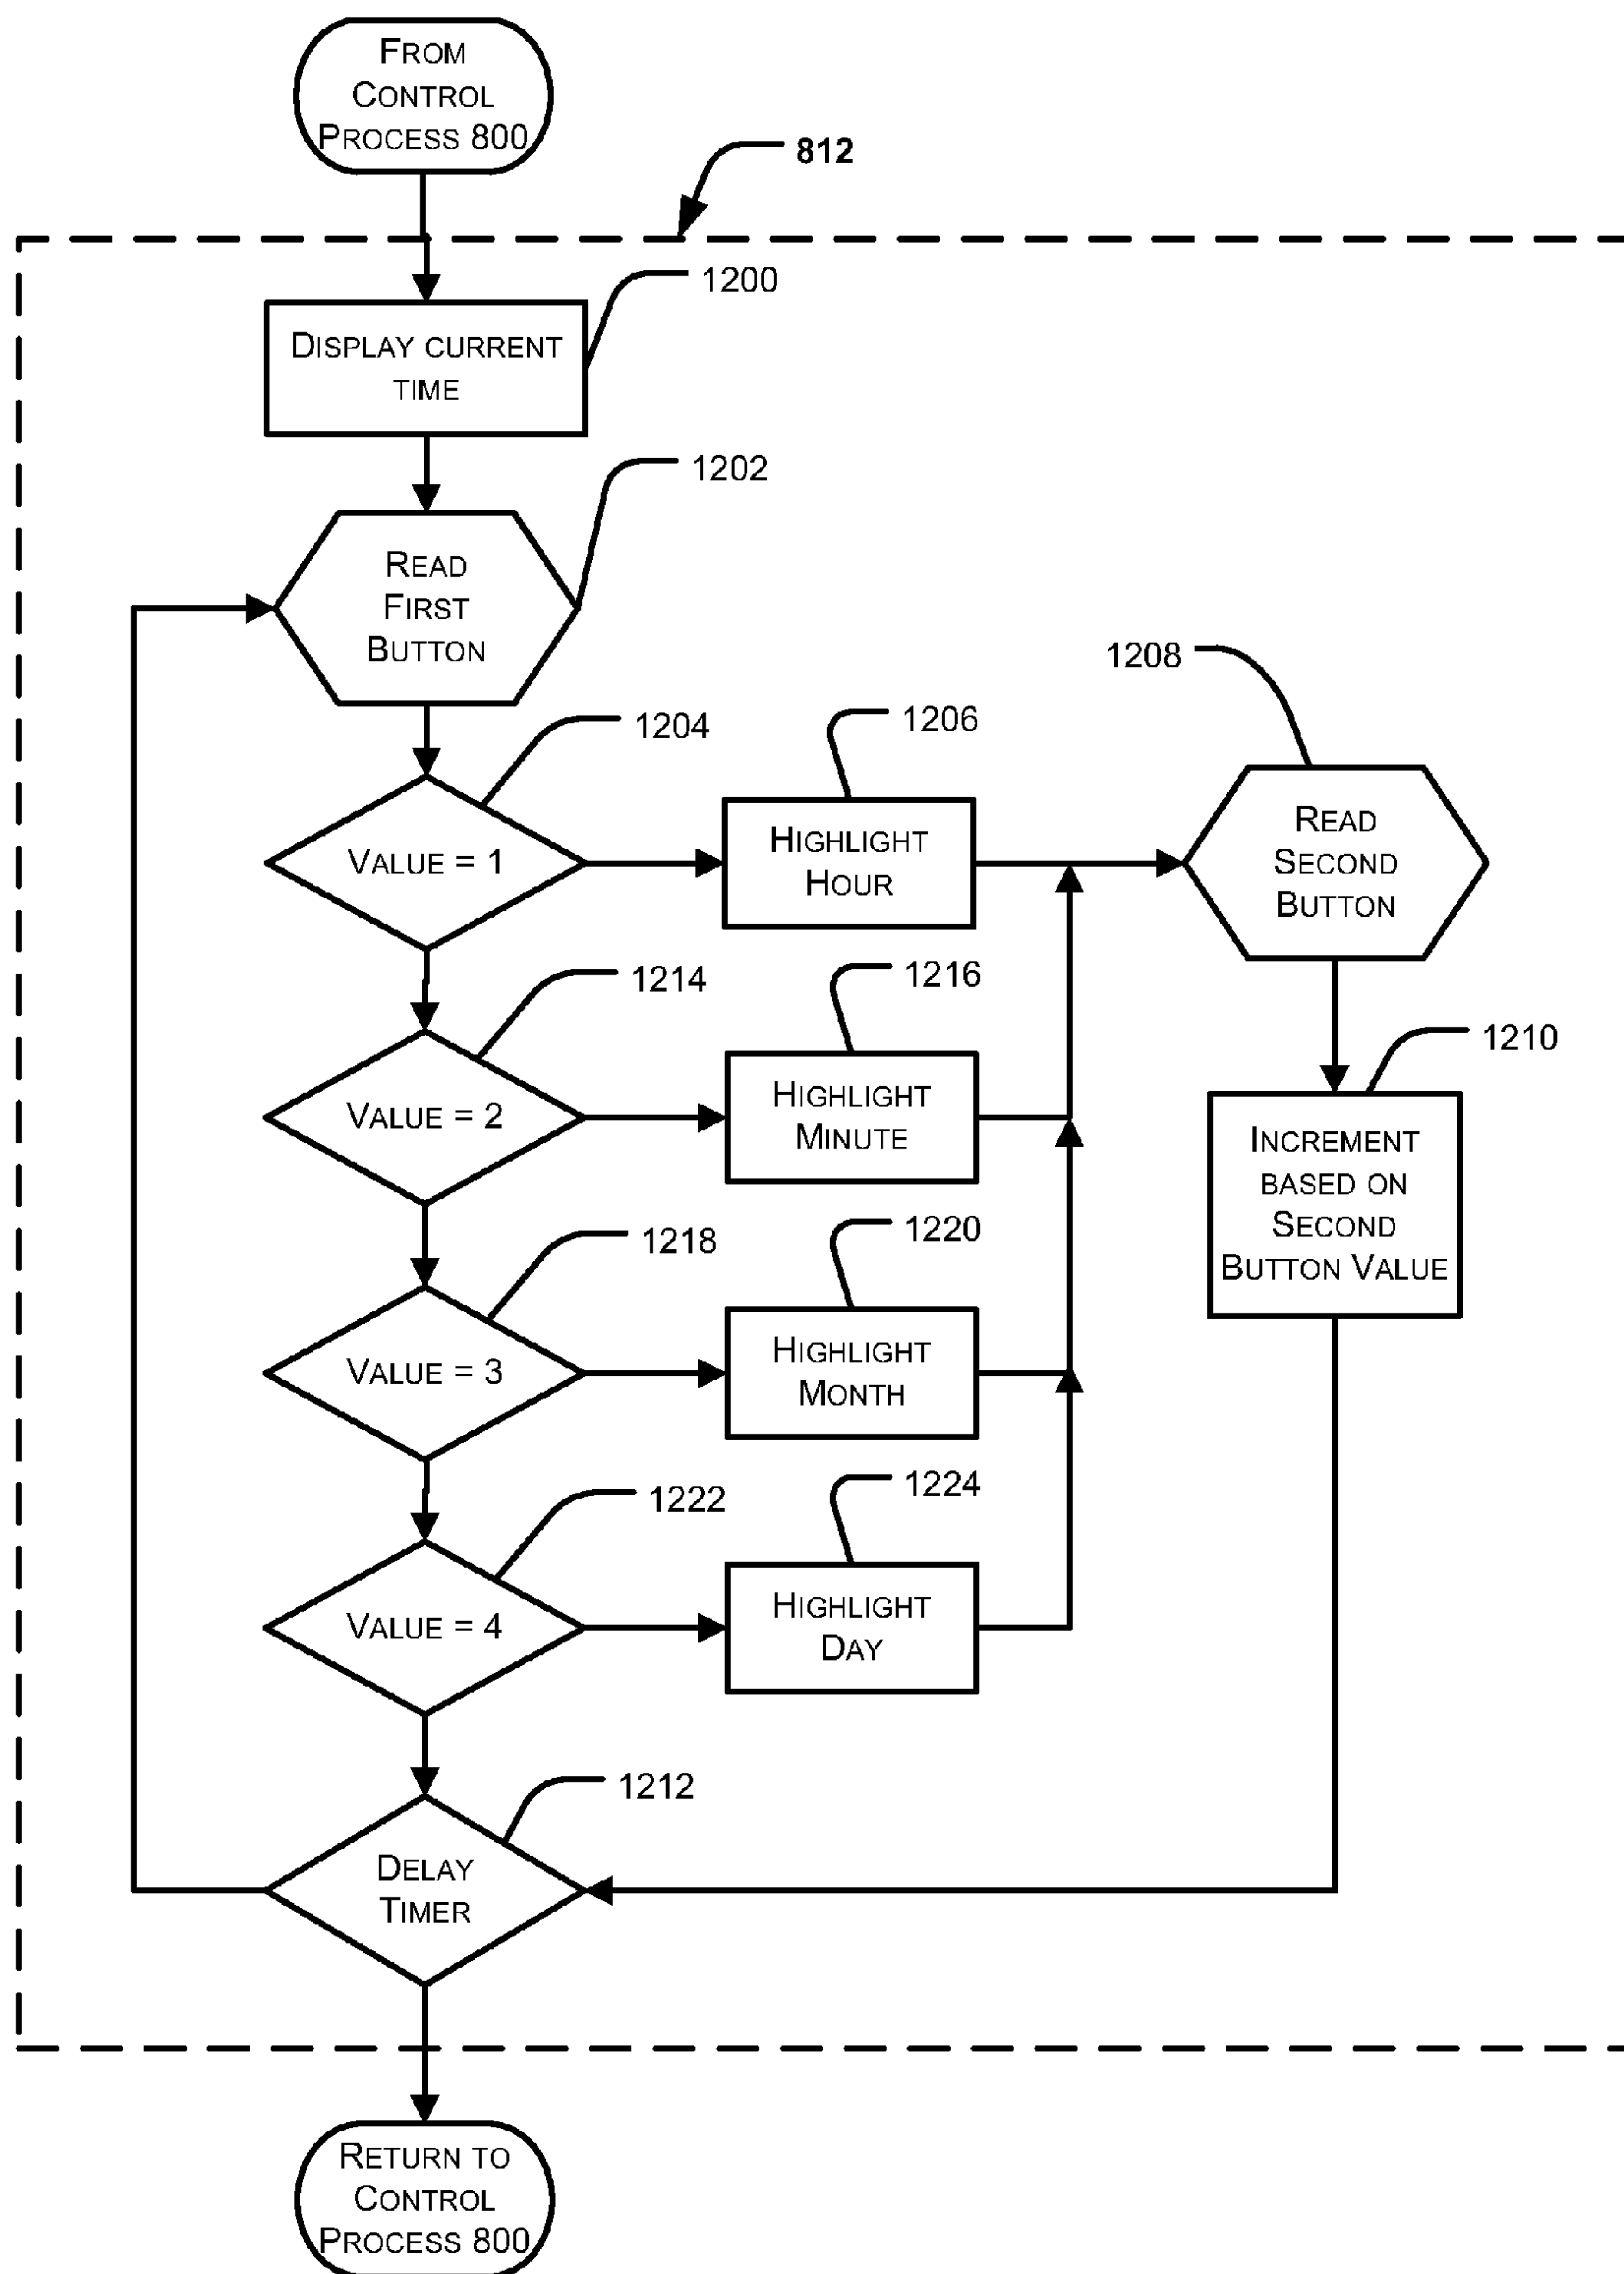 From
Control
Process 800
812
1200
Display current
time
1202
Read
First
Button
1204
Value = 1
1206
Highlight
Hour
1208
Read
Second
Button
1214
Value = 2
1216
Highlight
Minute
1210
Increment
based on
Second
Button Value
1218
Value = 3
1220
Highlight
Month
1222
Value = 4
1224
Highlight
Day
1212
Delay
Timer
Return to
Control
Process 800